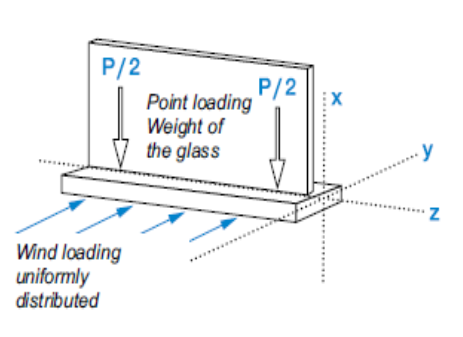 P/2
P/2
Point loading
Weight of
the glass
x
y
z
Wind loading
uniformly
distributed